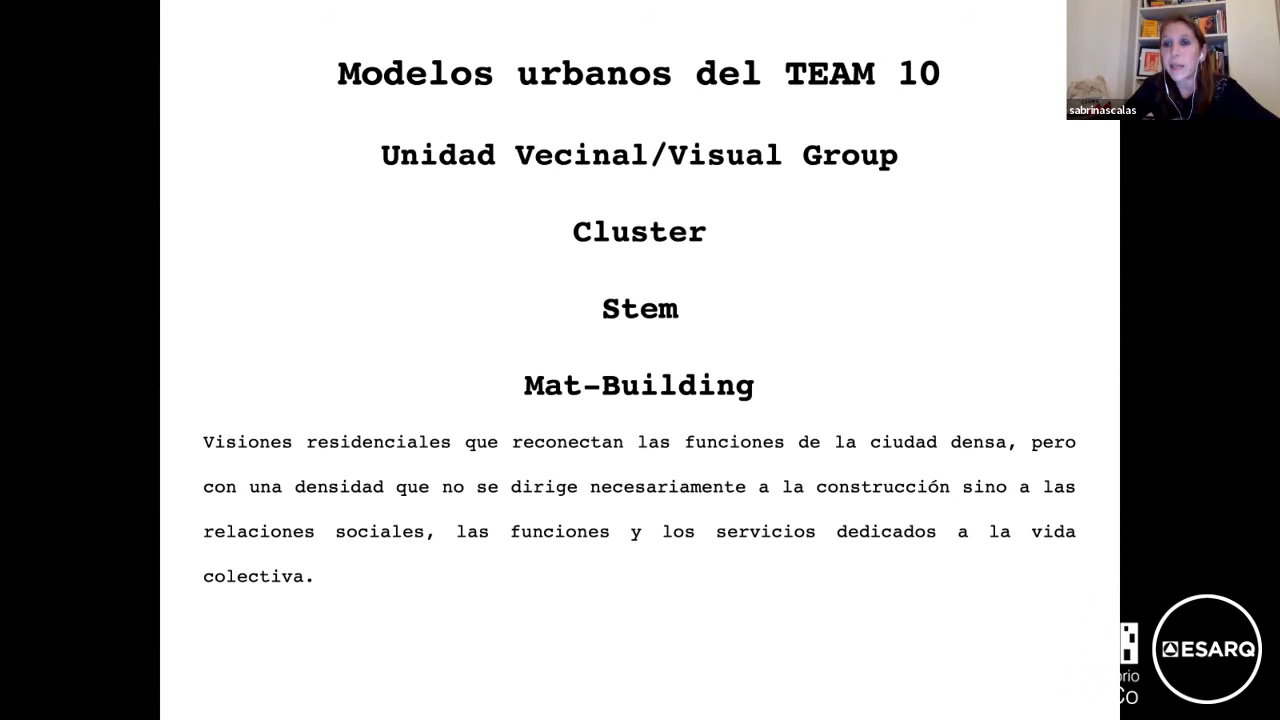 Modelos urbanos del TEAM 10
Unidad Vecinal/Visual Group
Cluster
Stem
Mat-Building
Visiones residenciales que reconectan las funciones de la ciudad densa, pero
con una densidad que no se dirige necesariamente a la construcción sino a las
relaciones sociales, las funciones y los servicios dedicados a la vida
colectiva.
sabrinascalas
ESARQ